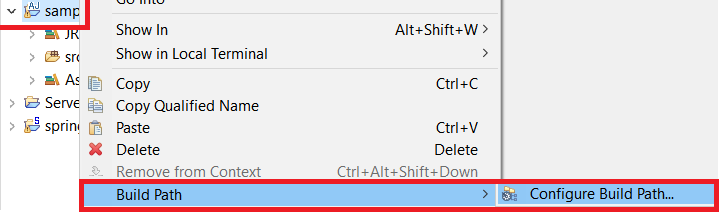 Go Into
samp
Show In Alt+Shift+W
JR
Show in Local Terminal
src
As
Copy Ctrl+C
Serve
Copy Qualified Name
spring
Paste Ctrl+V
Delete Delete
Remove from Context Ctrl+Alt+Shift+Down
Build Path Configure Build Path...